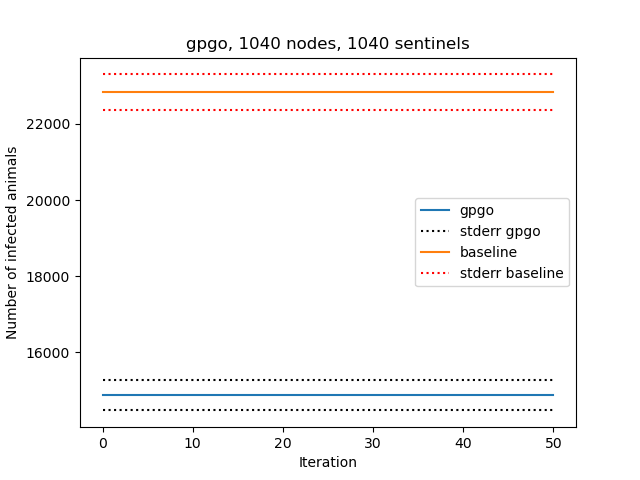 gpgo, 1040 nodes, 1040 sentinels
Number of infected animals
22000
20000
18000
16000
gpgo
stderr gpgo
baseline
stderr baseline
0 10 20 30 40 50
Iteration